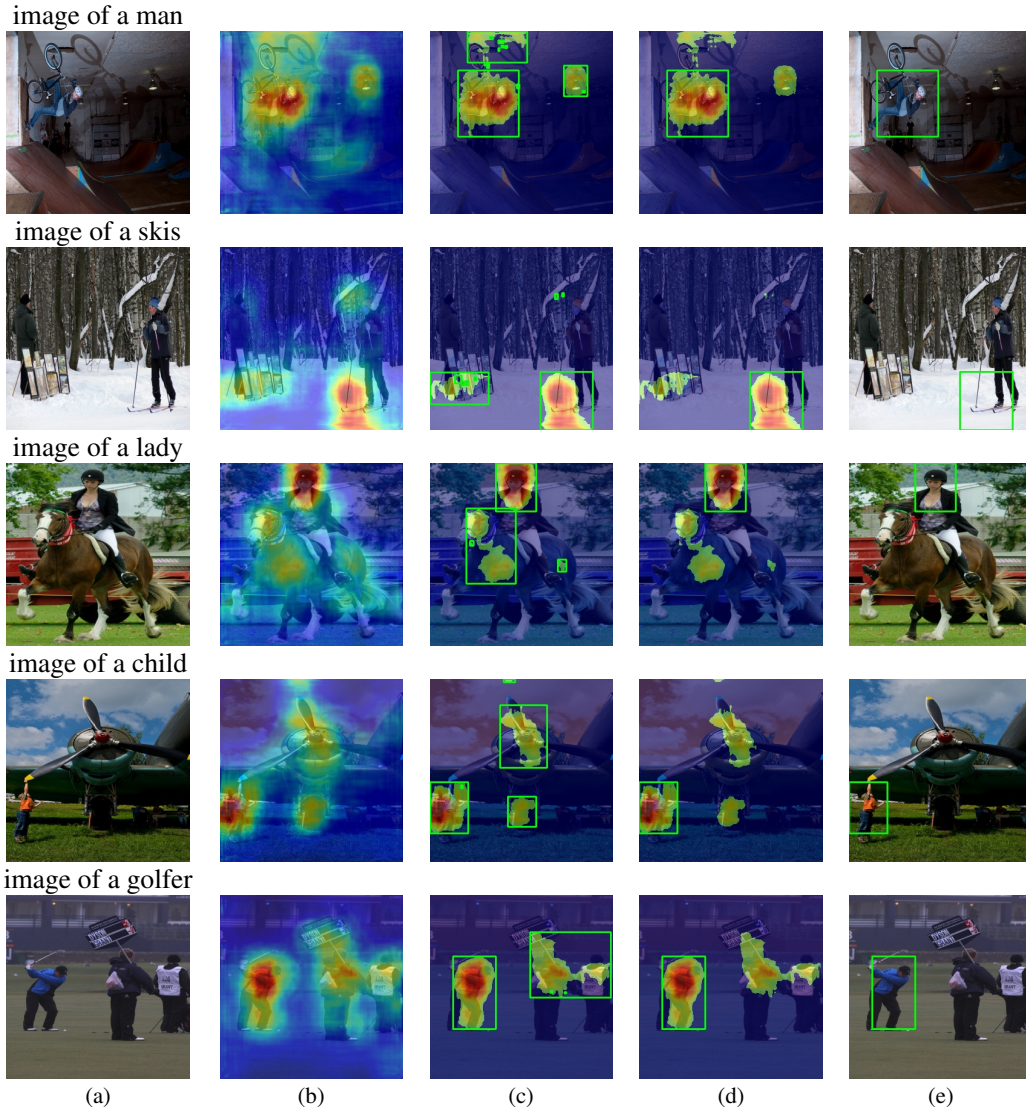 image of a man
image of a skis
image of a lady
image of a child
image of a golfer
(a)
(b)
(c)
(d)
(e)